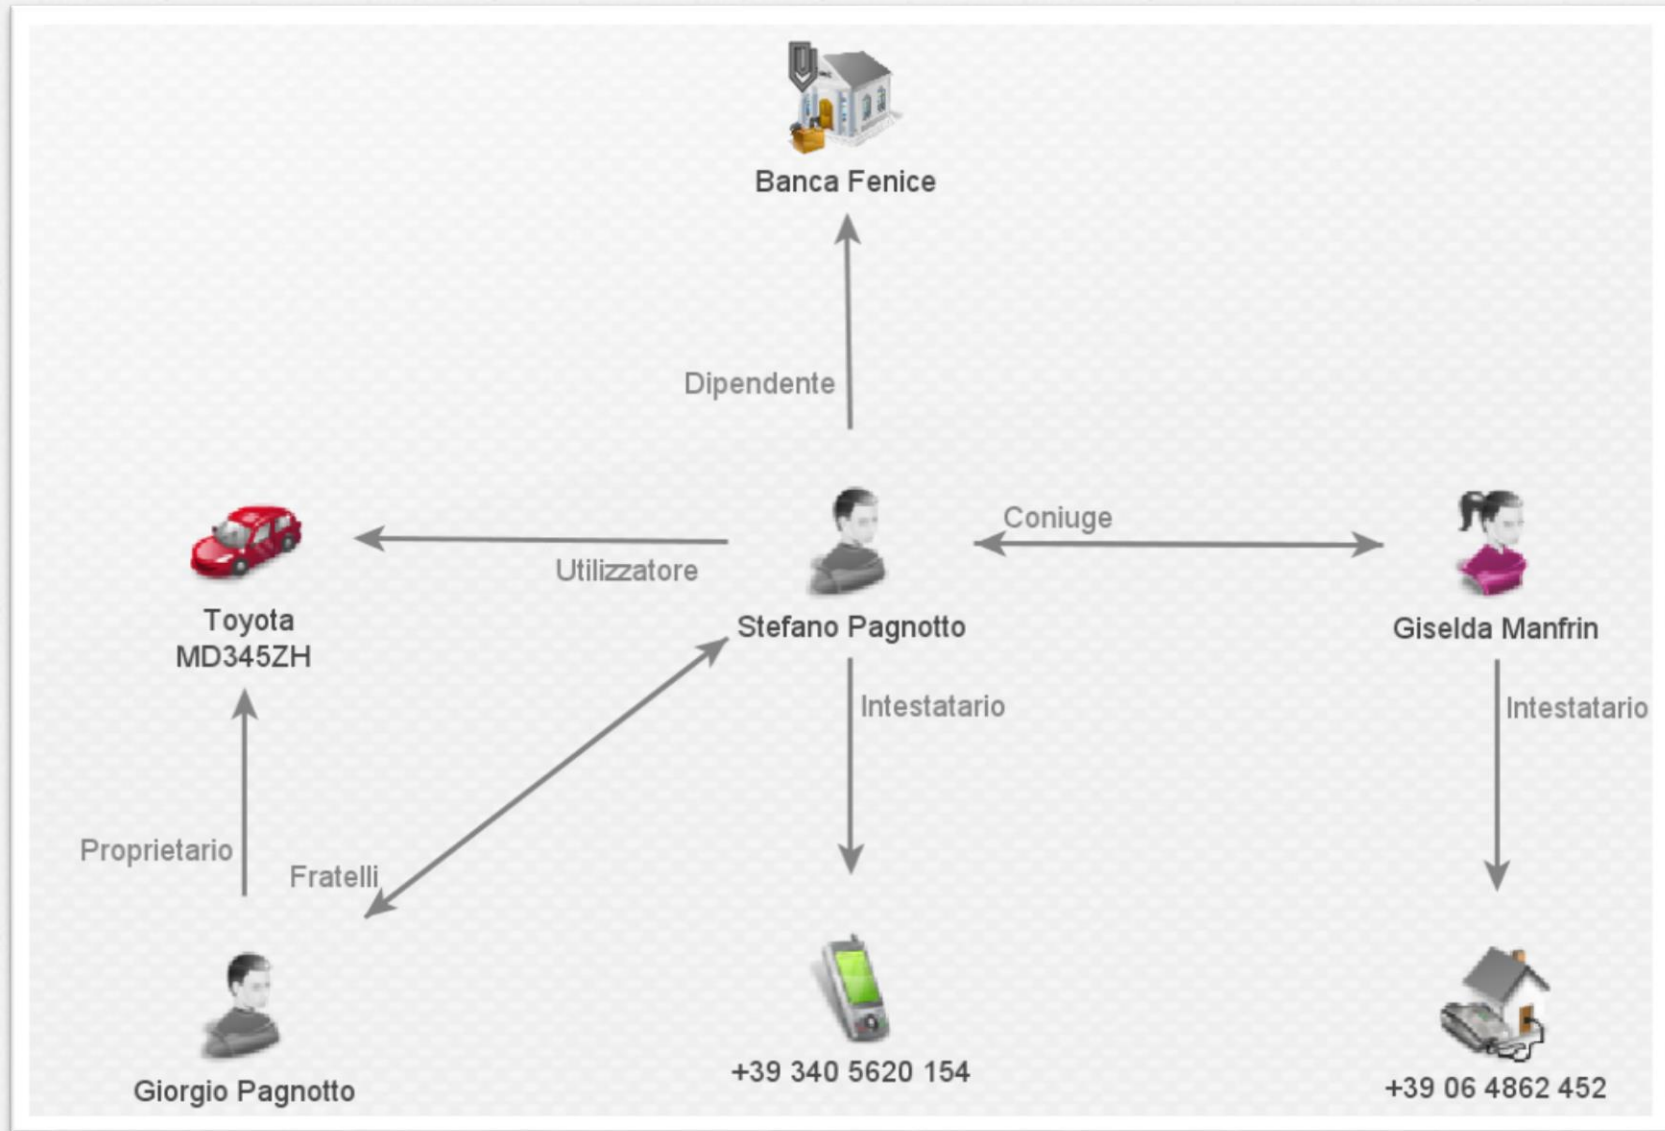 Banca Fenice
Dipendente
Coniuge
Utilizzatore
Toyota
MD345ZH
Stefano Pagnotto
Giselda Manfrin
Intestatario
Intestatario
Proprietario
Fratelli
Giorgio Pagnotto
+39 340 5620 154
+39 06 4862 452